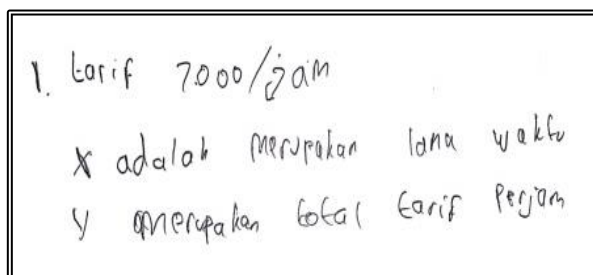 1. tarif 7000/jam
x adalah merupakan lama waktu
y merupakan total tarif perjam